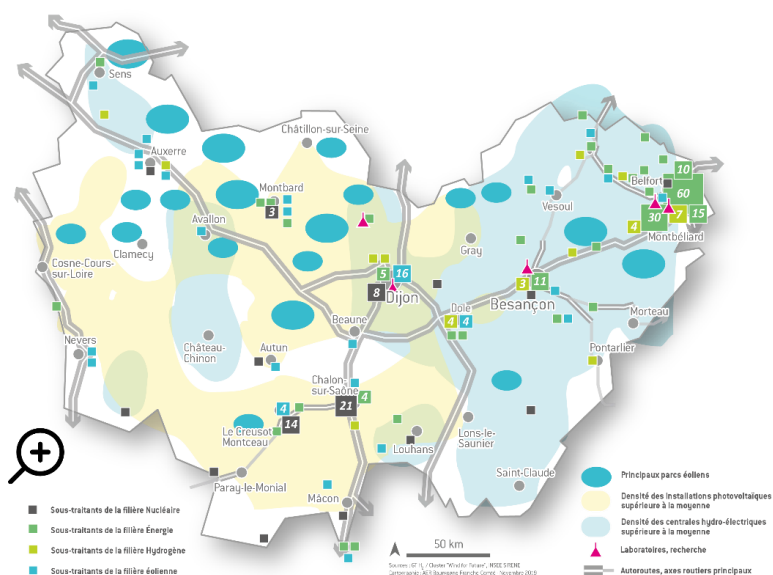 Sens
Châtillon-sur-Seine
Auxerre
Montbard
3
Avallon
Clamecy
Cosne-Cours-
sur-Loire
Nevers
Château-
Chinon
Autun
Beaune
5
16
8
Dijon
Gray
Vesoul
Belfort
10
60
30
7
15
4
Montbéliard
3
11
Besançon
Dole
4
4
Morteau
Pontarlier
Chalon-
sur-Saône
4
21
4
14
Le Creusot
Montceau
Louhans
Lons-le-
Saunier
Saint-Claude
Paray-le-Monial
Mâcon
50 km
Sous-traitants de la filière Nucléaire
Sous-traitants de la filière Énergie
Sous-traitants de la filière Hydrogène
Sous-traitants de la filière éolienne
Principaux parcs éoliens
Densité des installations photovoltaïques
supérieure à la moyenne
Densité des centrales hydro-électriques
supérieure à la moyenne
Laboratoires, recherche
Autoroutes, axes routiers principaux